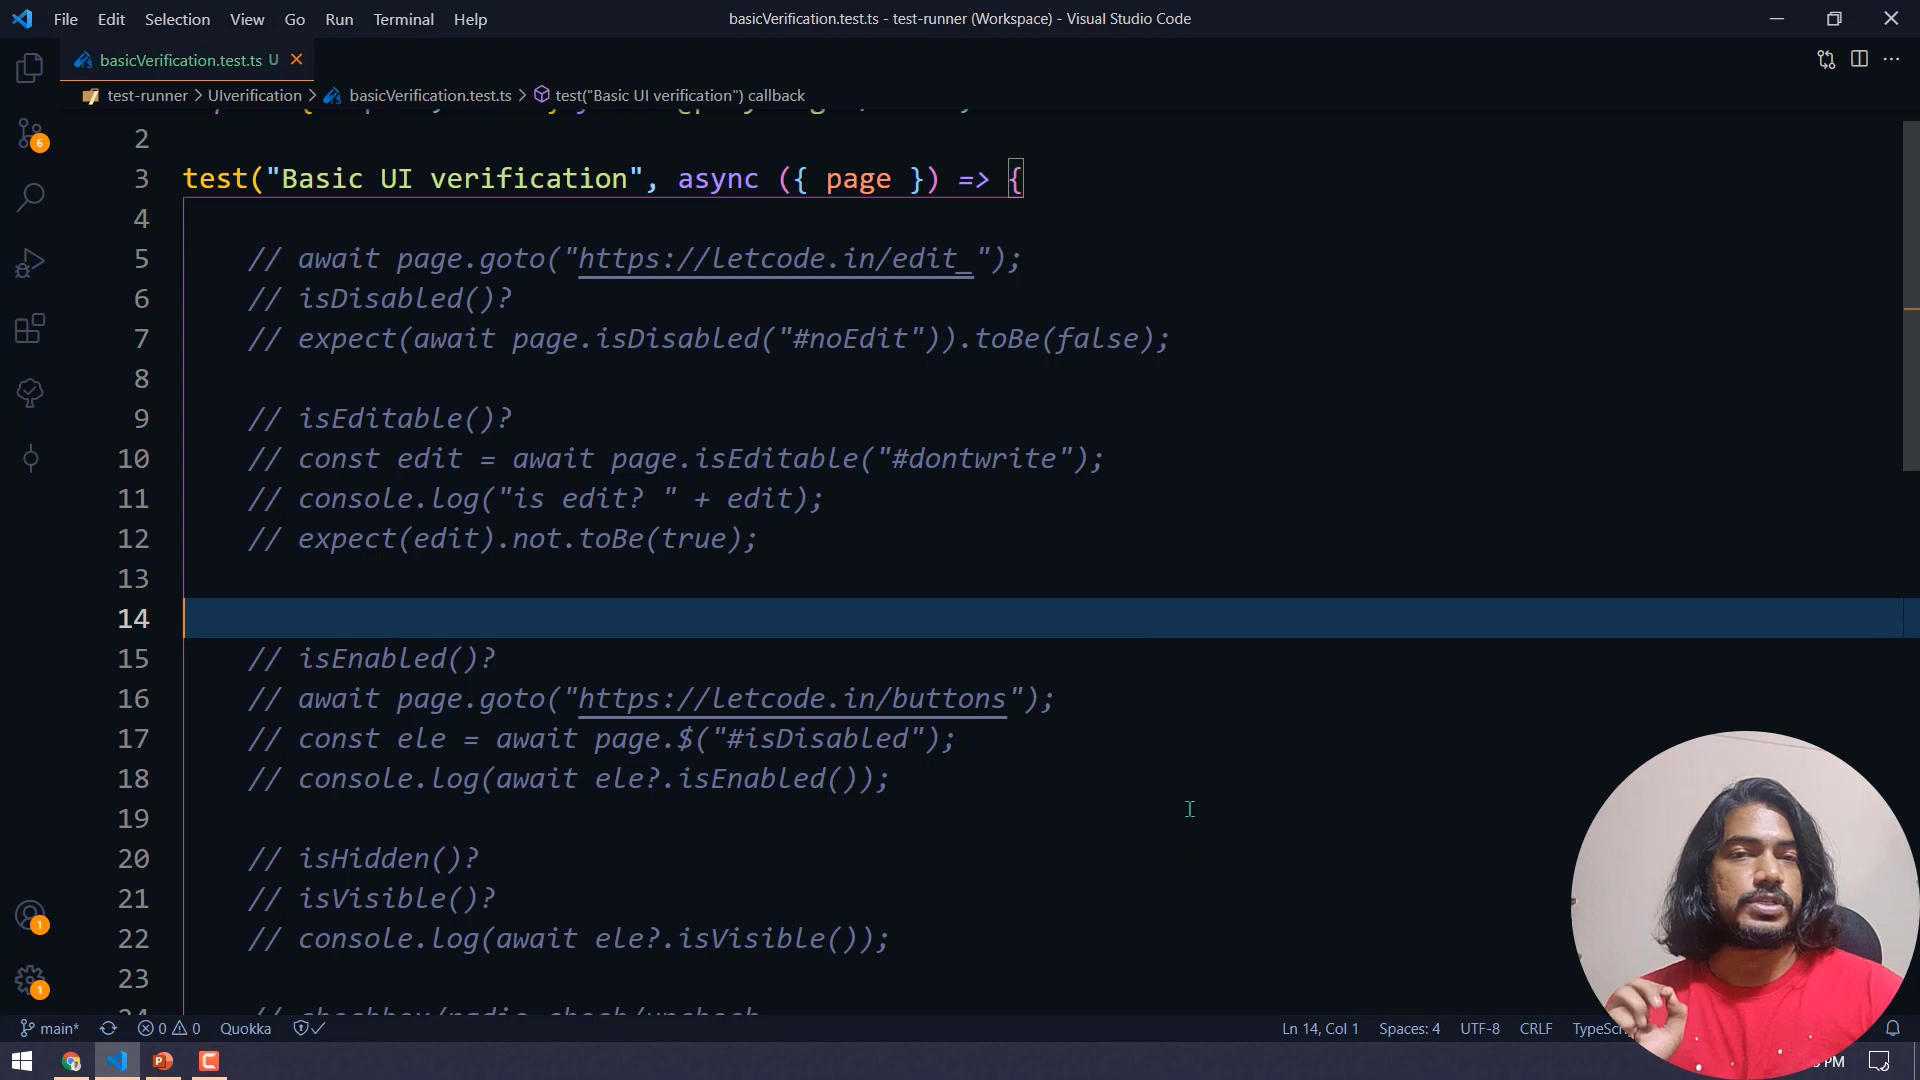 File Edit Selection View Go Run Terminal Help
basicVerification.test.ts - test-runner (Workspace) - Visual Studio Code
basicVerification.test.ts U
test-runner > UIverification > basicVerification.test.ts > test("Basic UI verification") callback
2
3 test("Basic UI verification", async ({ page }) => {
4
5 // await page.goto("https://letcode.in/edit_");
6 // isDisabled()?
7 // expect(await page.isDisabled("#noEdit")).toBe(false);
8
9 // isEditable()?
10 // const edit = await page.isEditable("#dontwrite");
11 // console.log("is edit? " + edit);
12 // expect(edit).not.toBe(true);
13
14
15 // isEnabled()?
16 // await page.goto("https://letcode.in/buttons");
17 // const ele = await page.$("#isDisabled");
18 // console.log(await ele?.isEnabled());
19
20 // isHidden()?
21 // isVisible()?
22 // console.log(await ele?.isVisible());
23
6
1
1
main* 0 0 Quokka Ln 14, Col 1 Spaces: 4 UTF-8 CRLF
PM